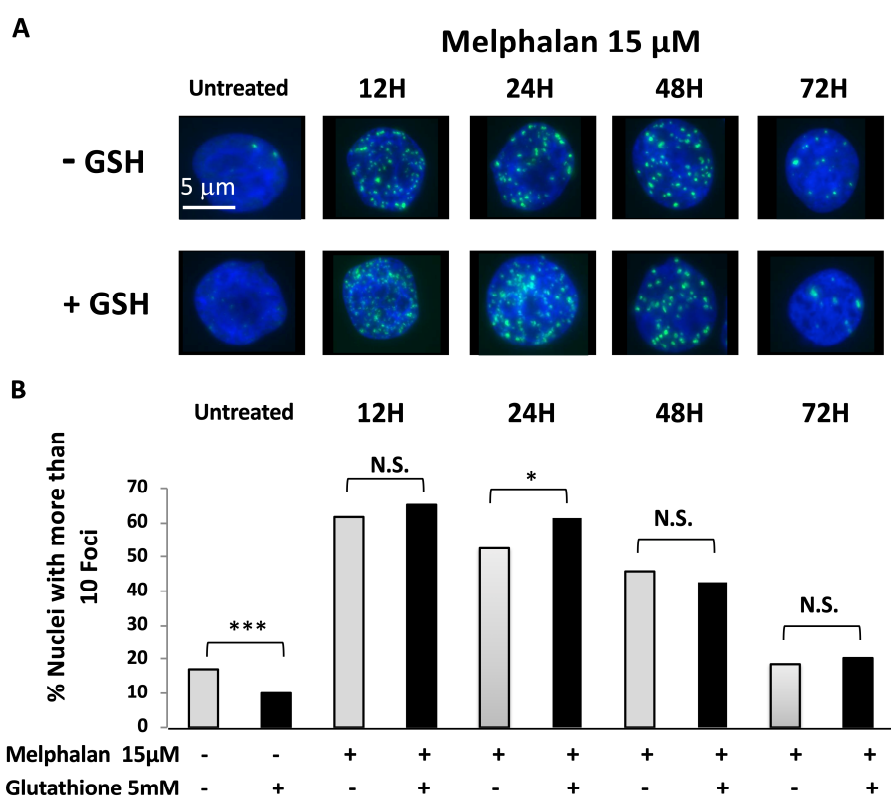 A
Melphalan 15 μM
Untreated 12H 24H 48H 72H
- GSH
5 μm
+ GSH
B
Untreated 12H 24H 48H 72H
% Nuclei with more than
10 Foci
70
60
50
40
30
20
10
0
***
N.S.
*
N.S.
N.S.
Melphalan 15μM - - + + + + + + + +
Glutathione 5mM - + - + - + - + - +